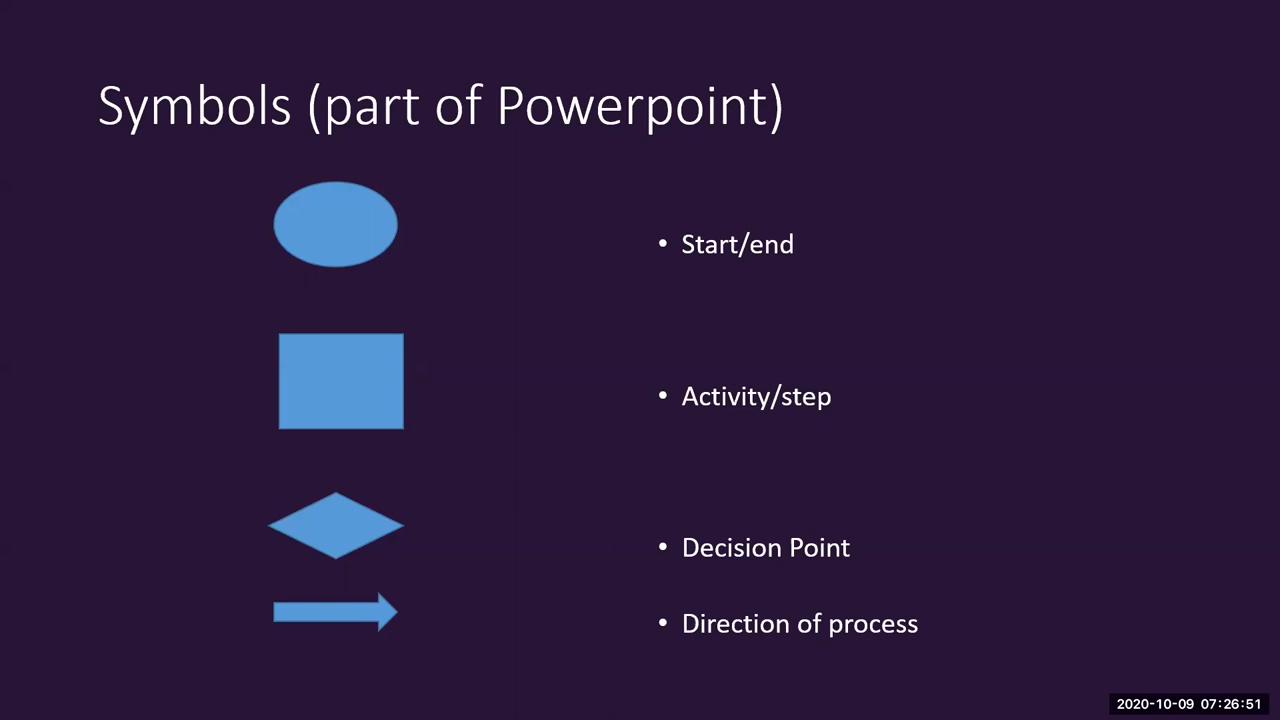 Symbols (part of Powerpoint)
• Start/end
• Activity/step
• Decision Point
• Direction of process
2020-10-09 07:26:51